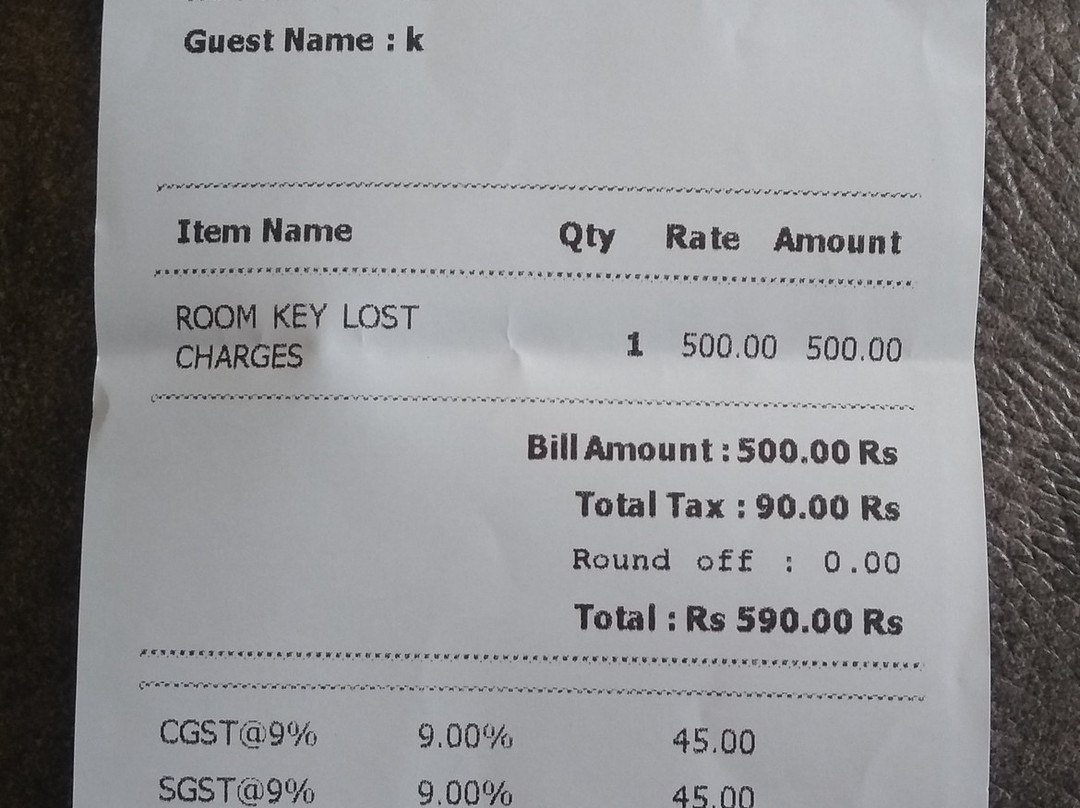 Guest Name : k
Item Name Qty Rate Amount
ROOM KEY LOST
CHARGES 1 500.00 500.00
Bill Amount : 500.00 Rs
Total Tax : 90.00 Rs
Round off : 0.00
Total : Rs 590.00 Rs
CGST@9% 9.00% 45.00
SGST@9% 9.00% 45.00